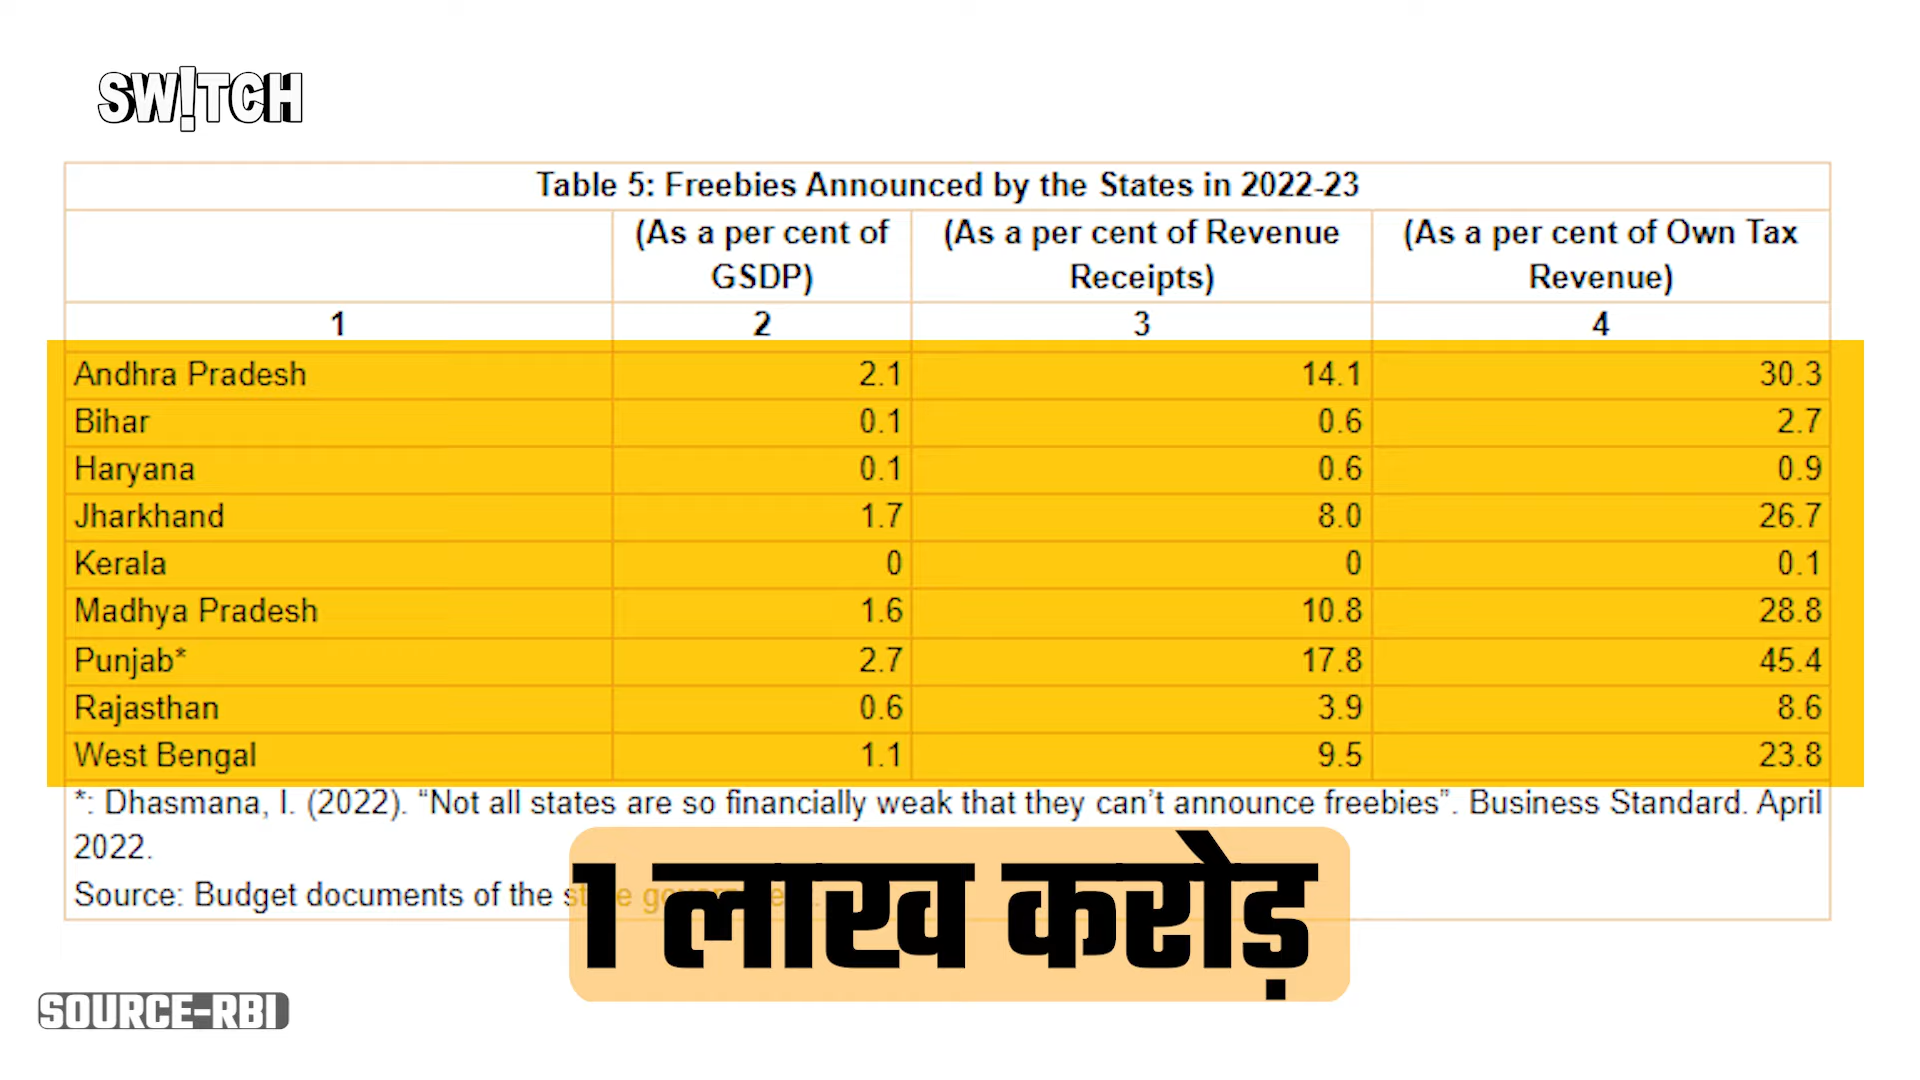 SW!TCH
Table 5: Freebies Announced by the States in 2022-23
(As a per cent of GSDP) (As a per cent of Revenue Receipts) (As a per cent of Own Tax Revenue)
1 2 3 4
Andhra Pradesh 2.1 14.1 30.3
Bihar 0.1 0.6 2.7
Haryana 0.1 0.6 0.9
Jharkhand 1.7 8.0 26.7
Kerala 0 0 0.1
Madhya Pradesh 1.6 10.8 28.8
Punjab* 2.7 17.8 45.4
Rajasthan 0.6 3.9 8.6
West Bengal 1.1 9.5 23.8
*: Dhasmana, I. (2022). “Not all states are so financially weak that they can’t announce freebies”. Business Standard. April
2022.
Source: Budget documents of the
1 लाख करोड़
SOURCE-RBI